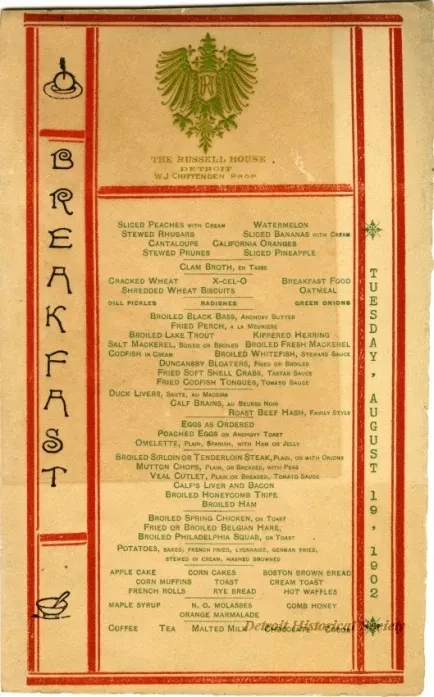 THE RUSSELL HOUSE
DETROIT
W.J. CHITTENDEN PROP.
BREAKFAST
TUESDAY, AUGUST 19, 1902
SLICED PEACHES WITH CREAM WATERMELON
STEWED RHUBARB SLICED BANANAS WITH CREAM
CANTALOUPE CALIFORNIA ORANGES
STEWED PRUNES SLICED PINEAPPLE
CLAM BROTH, EN TASSE
CRACKED WHEAT X-CEL-O BREAKFAST FOOD
SHREDDED WHEAT BISCUITS OATMEAL
DILL PICKLES RADISHES GREEN ONIONS
BROILED BLACK BASS, ANCHOVY BUTTER
FRIED PERCH, A LA MEUNIERE
BROILED LAKE TROUT KIPPERED HERRING
SALT MACKEREL, BOILED OR BROILED BROILED FRESH MACKEREL
CODFISH IN CREAM BROILED WHITEFISH, STEWARD SAUCE
DUNCANSBY BLOATERS, FRIED OR BROILED
FRIED SOFT SHELL CRABS, TARTAR SAUCE
FRIED CODFISH TONGUES, TOMATO SAUCE
DUCK LIVERS, SAUTE, AU MADEIRA
CALF BRAINS, AU BEURRE NOIR
ROAST BEEF HASH, FAMILY STYLE
EGGS AS ORDERED
POACHED EGGS ON ANCHOVY TOAST
OMELETTE, PLAIN, SPANISH, WITH HAM OR JELLY
BROILED SIRLOIN OR TENDERLOIN STEAK, PLAIN, OR WITH ONIONS
MUTTON CHOPS, PLAIN, OR BREADED, WITH PEAS
VEAL CUTLET, PLAIN OR BREADED, TOMATO SAUCE
CALF'S LIVER AND BACON
BROILED HONEYCOMB TRIPE
BROILED HAM
BROILED SPRING CHICKEN, ON TOAST
FRIED OR BROILED BELGIAN HARE,
BROILED PHILADELPHIA SQUAB, ON TOAST
POTATOES, BAKED, FRENCH FRIED, LYONNAISE, GERMAN FRIED,
STEWED IN CREAM, HASHED BROWNED
APPLE CAKE CORN CAKES BOSTON BROWN BREAD
CORN MUFFINS TOAST CREAM TOAST
FRENCH ROLLS RYE BREAD HOT WAFFLES
MAPLE SYRUP N. O. MOLASSES COMB HONEY
ORANGE MARMALADE
COFFEE TEA MALTED MILK CHOCOLATE COCOA
Detroit Historical Society